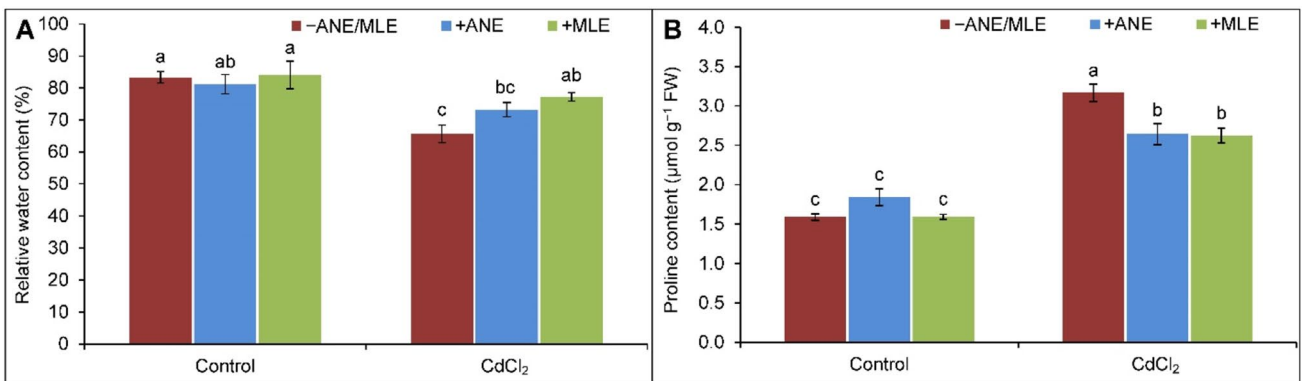 A
−ANE/MLE +ANE +MLE
Relative water content (%)
100
90
80
70
60
50
40
30
20
10
0
a ab a
c bc ab
Control CdCl₂
B
−ANE/MLE +ANE +MLE
Proline content (µmol g⁻¹ FW)
4.0
3.5
3.0
2.5
2.0
1.5
1.0
0.5
0.0
c c c
a b b
Control CdCl₂